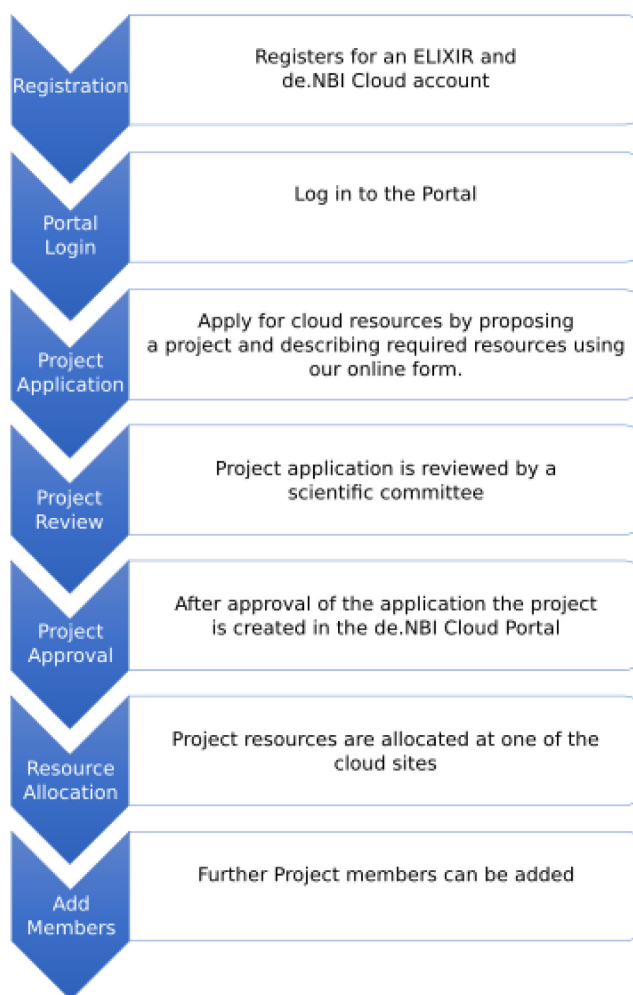 Registration
Registers for an ELIXIR and
de.NBI Cloud account
Portal
Login
Log in to the Portal
Project
Application
Apply for cloud resources by proposing
a project and describing required resources using
our online form.
Project
Review
Project application is reviewed by a
scientific committee
Project
Approval
After approval of the application the project
is created in the de.NBI Cloud Portal
Resource
Allocation
Project resources are allocated at one of the
cloud sites
Add
Members
Further Project members can be added